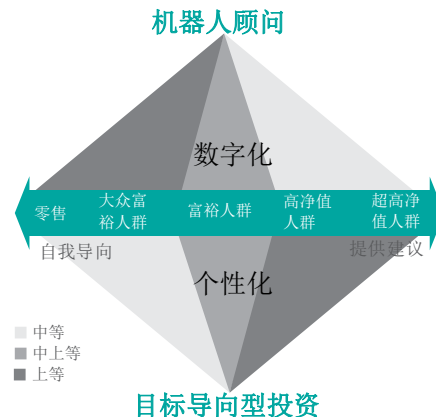 机器人顾问
数字化
零售
大众富
裕人群
富裕人群
高净值
人群
超高净
值人群
自我导向
提供建议
个性化
中等
中上等
上等
目标导向型投资